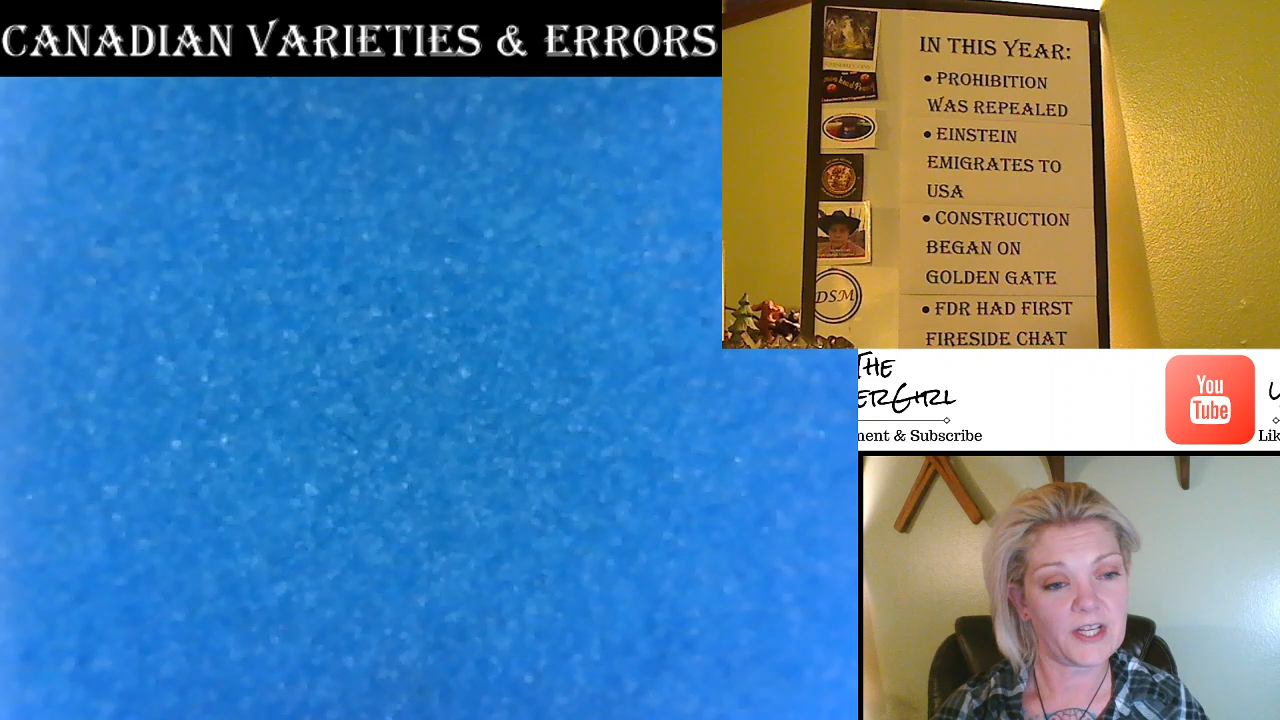 CANADIAN VARIETIES & ERRORS
IN THIS YEAR:
• PROHIBITION
WAS REPEALED
• EINSTEIN
EMIGRATES TO
USA
• CONSTRUCTION
BEGAN ON
GOLDEN GATE
• FDR HAD FIRST
FIRESIDE CHAT
DSM
THE
ERGIRL
ment & Subscribe
You
Tube
Lik